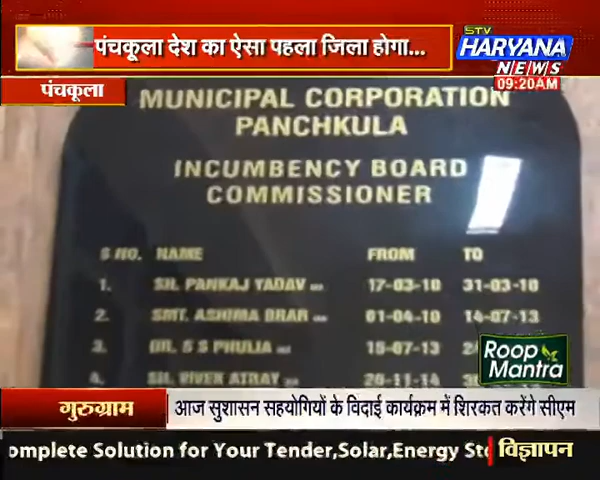 पंचकूला देश का ऐसा पहला जिला होगा...
STV
HARYANA
NEWS
09:20AM
पंचकूला
MUNICIPAL CORPORATION
PANCHKULA
INCUMBENCY BOARD
COMMISSIONER
S NO. NAME FROM TO
1. SH. PANKAJ YADAV 17-03-10 31-03-10
2. SMT. ASHIMA BRAR 01-04-10 14-07-13
3. DR. S S PHULIA 15-07-13
4. SH. VIVEK ATRAY 20-11-14
Roop
Mantra
गुरुग्राम
आज सुशासन सहयोगियों के विदाई कार्यक्रम में शिरकत करेंगे सीएम
omplete Solution for Your Tender,Solar,Energy Sto
विज्ञापन